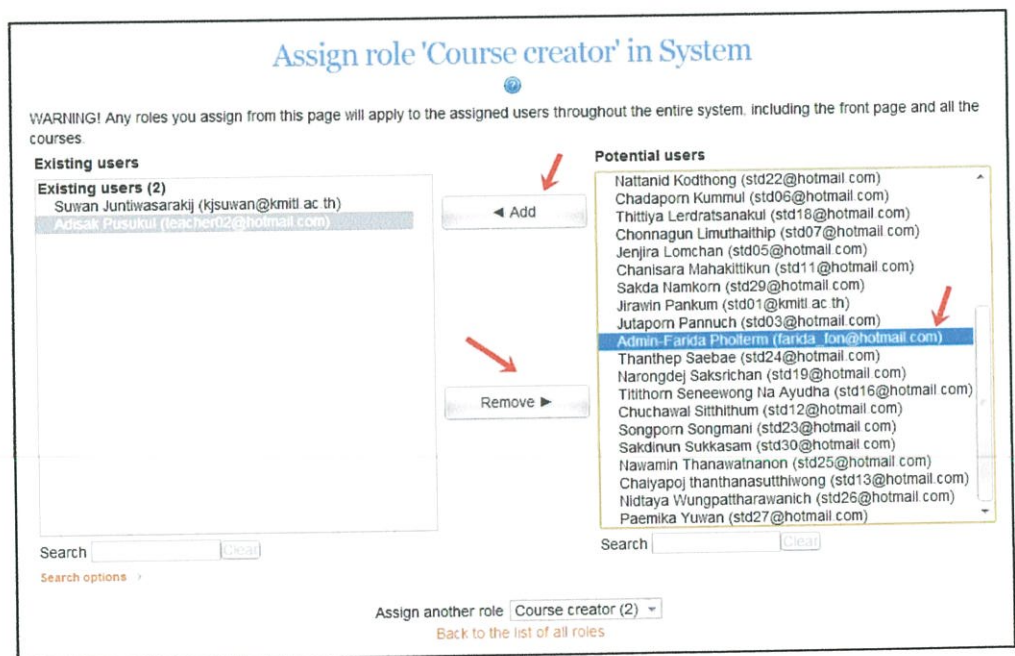 Assign role 'Course creator' in System
WARNING! Any roles you assign from this page will apply to the assigned users throughout the entire system, including the front page and all the
courses.
Existing users
Existing users (2)
Suwan Juntiwasarakij (kjsuwan@kmitl.ac.th)
Adisak Pusukul (teacher02@hotmail.com)
Search
Clear
Search options
◄ Add
Remove ►
Potential users
Nattanid Kodthong (std22@hotmail.com)
Chadaporn Kummul (std06@hotmail.com)
Thittiya Lerdratsanakul (std18@hotmail.com)
Chonnagun Limuthaithip (std07@hotmail.com)
Jenjira Lomchan (std05@hotmail.com)
Chanisara Mahakittikun (std11@hotmail.com)
Sakda Namkorn (std29@hotmail.com)
Jirawin Pankum (std01@kmitl.ac.th)
Jutaporn Pannuch (std03@hotmail.com)
Admin-Farida Pholterm (farida_fon@hotmail.com)
Thanthep Saebae (std24@hotmail.com)
Narongdej Saksrichan (std19@hotmail.com)
Titithorn Seneewong Na Ayudha (std16@hotmail.com)
Chuchawal Sitthithum (std12@hotmail.com)
Songporn Songmani (std23@hotmail.com)
Sakdinun Sukkasam (std30@hotmail.com)
Nawamin Thanawatnanon (std25@hotmail.com)
Chaiyapoj thanthanasutthiwong (std13@hotmail.com)
Nidtaya Wungpattharawanich (std26@hotmail.com)
Paemika Yuwan (std27@hotmail.com)
Search
Clear
Assign another role Course creator (2)
Back to the list of all roles